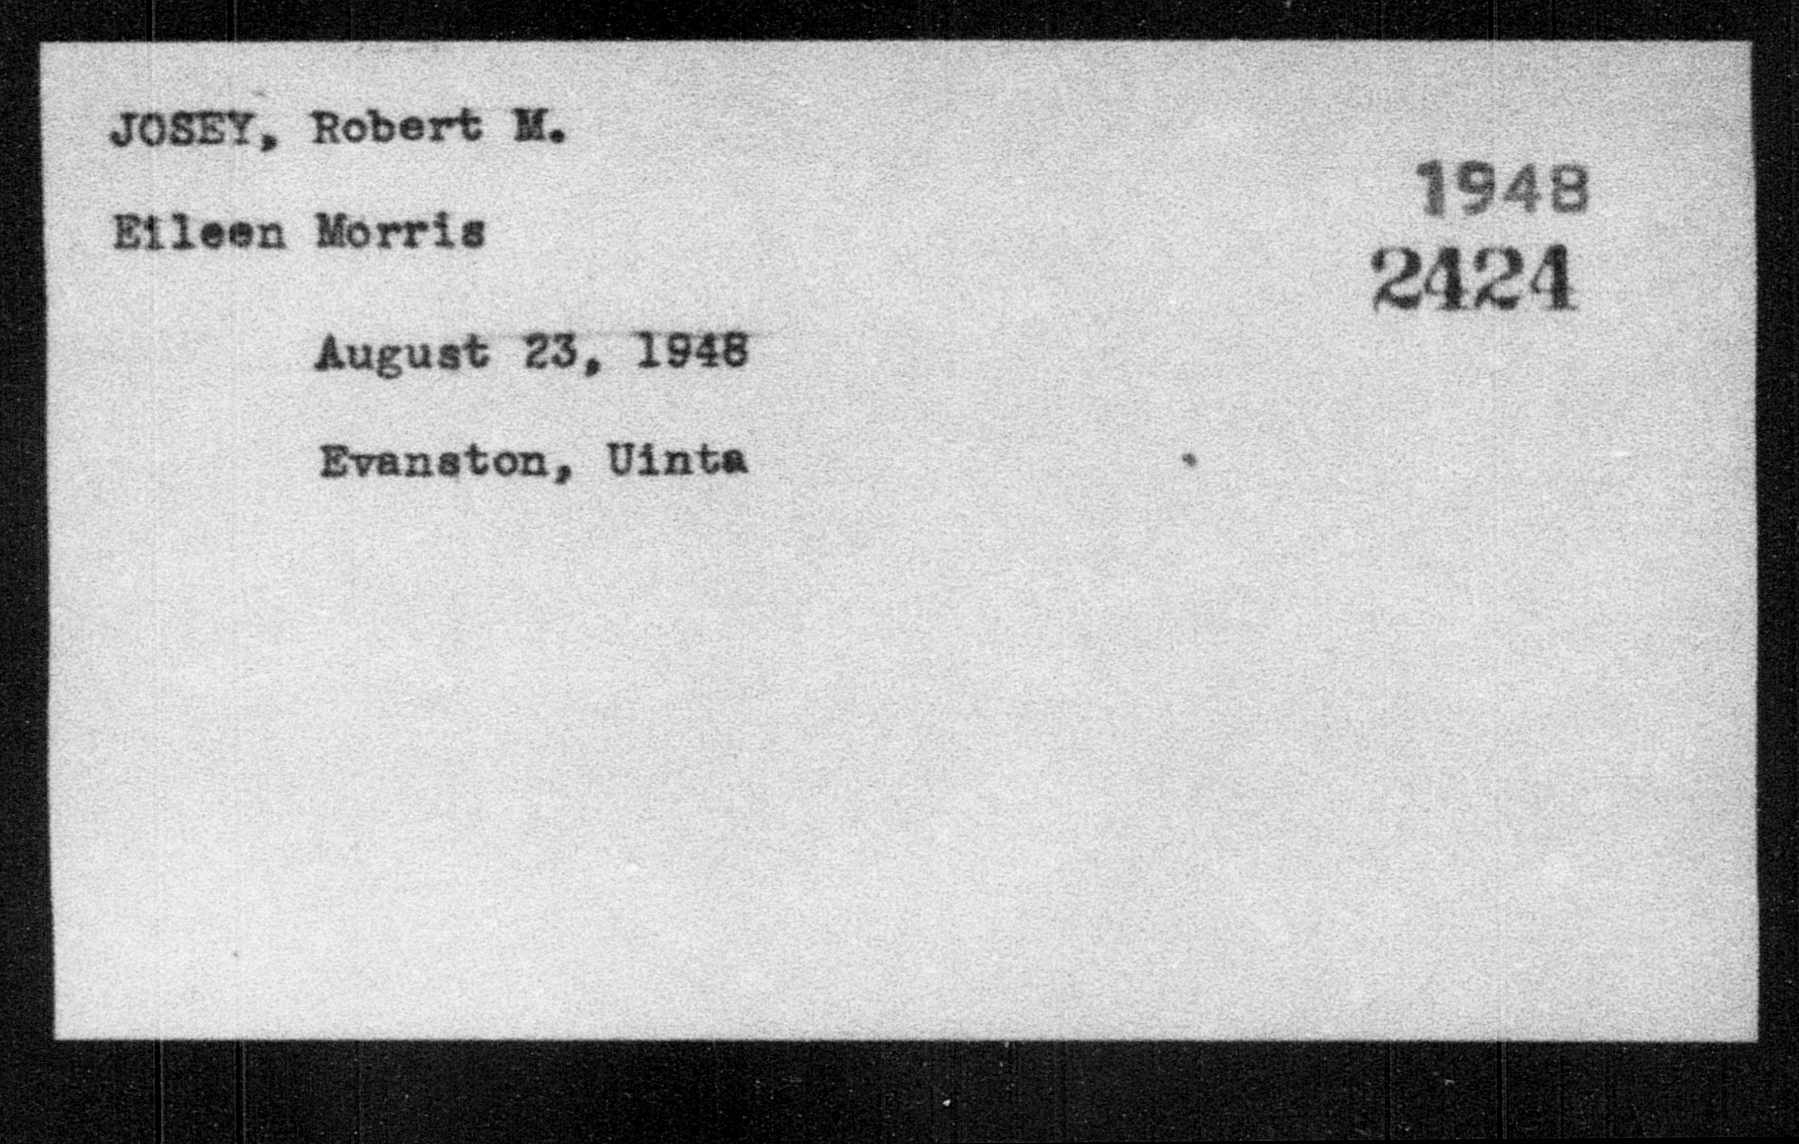 JOSEY, Robert M.
1948
Eileen Morris
2424
August 23, 1948
Evanston, Uinta